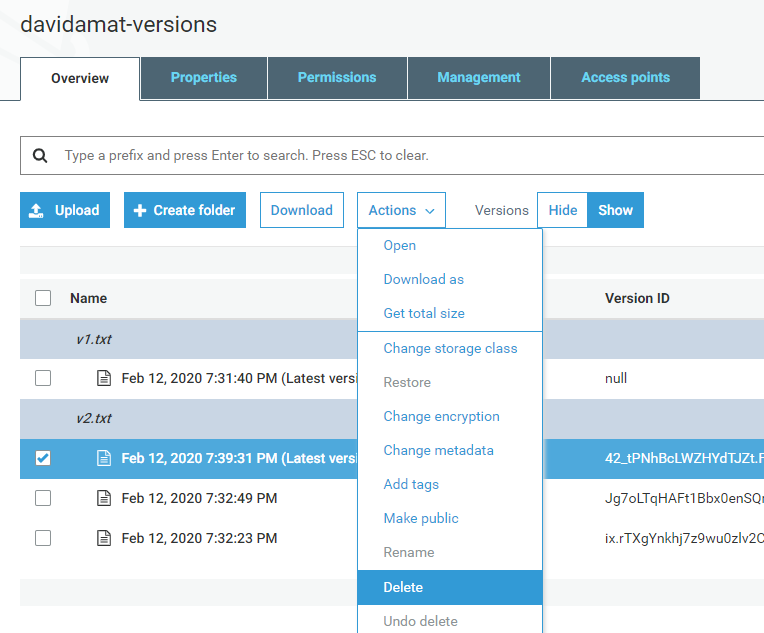 davidamat-versions
Overview Properties Permissions Management Access points
Type a prefix and press Enter to search. Press ESC to clear.
Upload Create folder Download Actions Versions Hide Show
Open
Download as
Get total size
Name Version ID
v1.txt
Change storage class
Feb 12, 2020 7:31:40 PM (Latest versi null
Restore
v2.txt
Change encryption
Feb 12, 2020 7:39:31 PM (Latest versi 42_tPNhBcLWZHYdTJZt.F
Change metadata
Add tags
Feb 12, 2020 7:32:49 PM Jg7oLTqHAFt1Bbx0enSQr
Make public
Feb 12, 2020 7:32:23 PM ix.rTXgYnkhj7z9wu0zlv2C
Rename
Delete
Undo delete